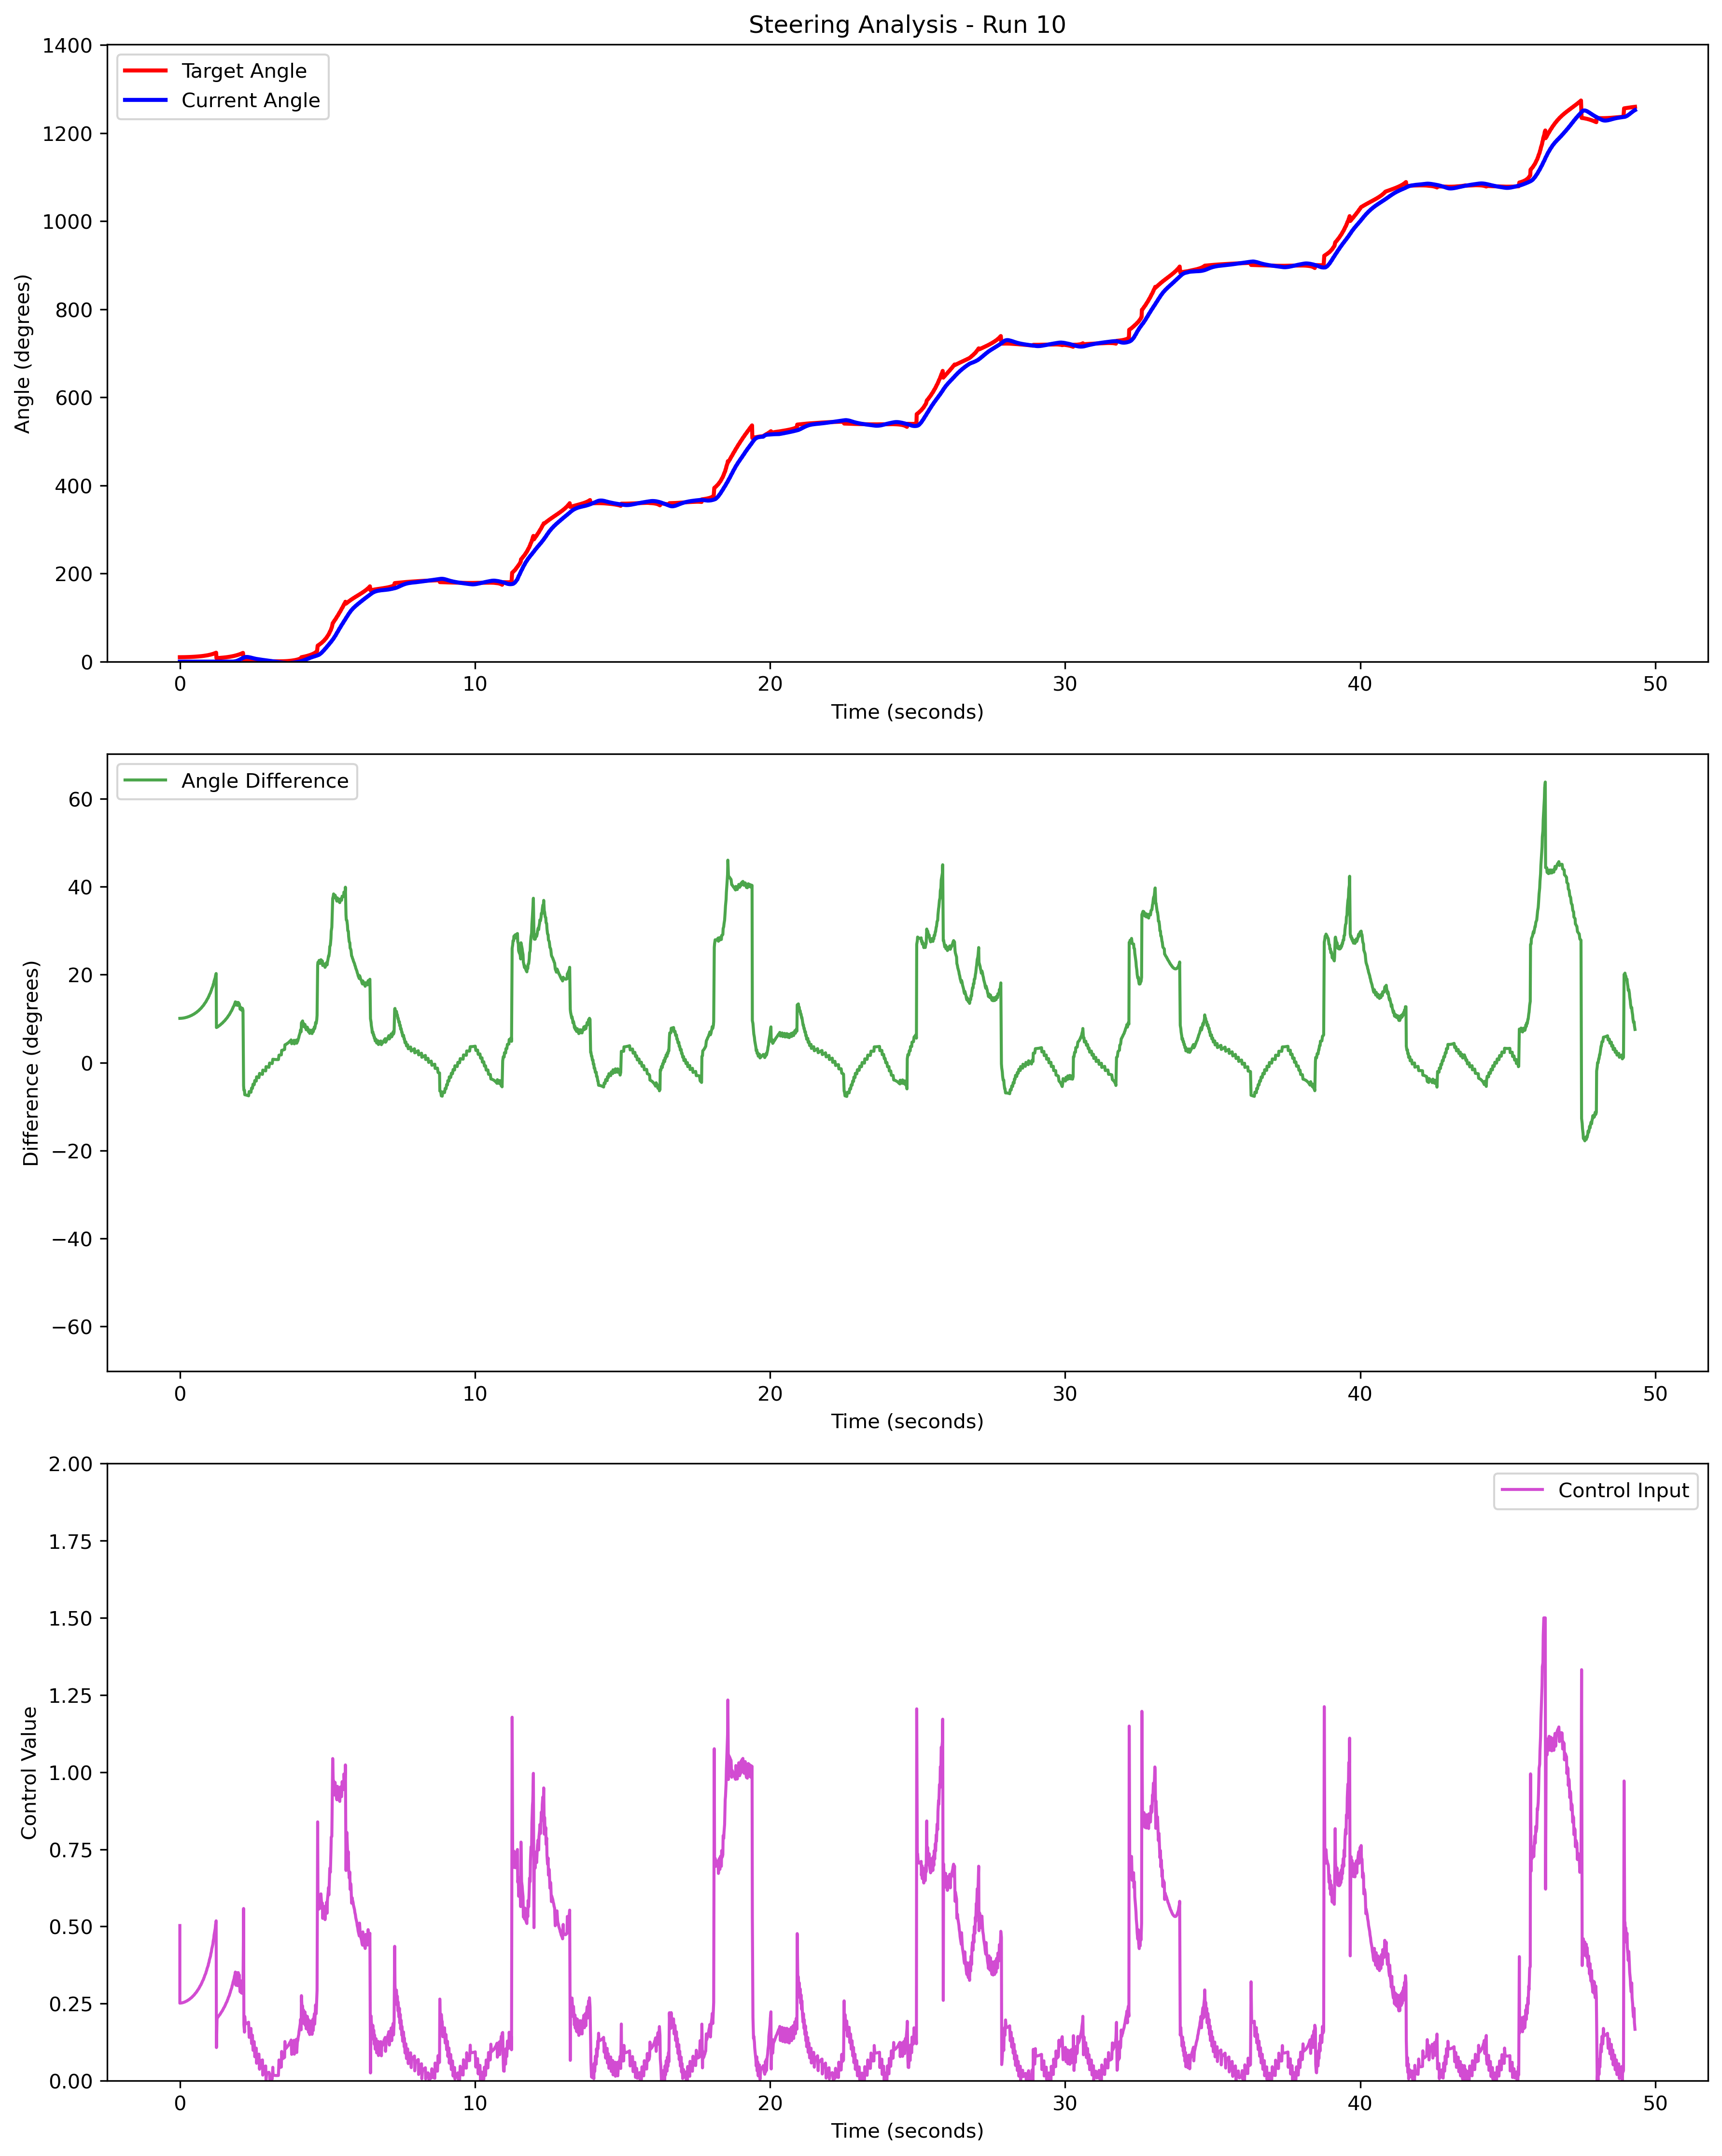 Steering Analysis - Run 10
1400
1200
1000
800
600
400
200
0
Angle (degrees)
Target Angle
Current Angle
0 10 20 30 40 50
Time (seconds)
60
40
20
0
−20
−40
−60
Difference (degrees)
Angle Difference
0 10 20 30 40 50
Time (seconds)
2.00
1.75
1.50
1.25
1.00
0.75
0.50
0.25
0.00
Control Value
Control Input
0 10 20 30 40 50
Time (seconds)